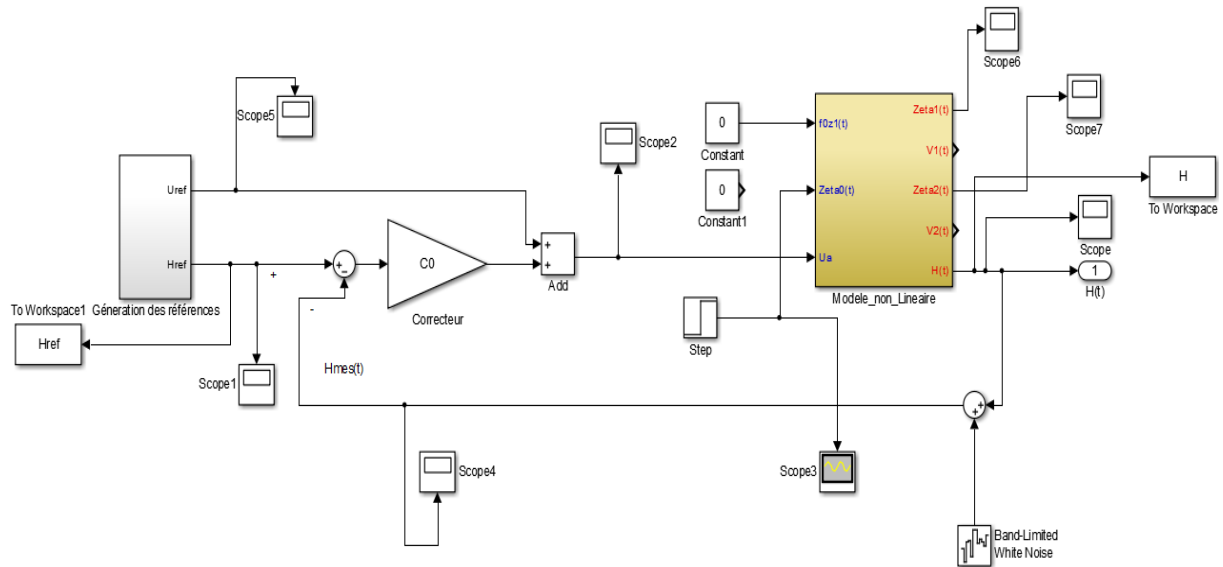 Scope6
Scope5
Scope7
Scope2
0
Constant
f0z1(t)
Zeta1(t)
V1(t)
0
Constant1
Zeta0(t)
Zeta2(t)
V2(t)
Ua
H(t)
Modele_non_Lineaire
H
To Workspace
Scope
1
H(t)
Uref
Href
Géneration des références
+
-
+
-
C0
Correcteur
+
+
Add
To Workspace1
Href
Scope1
Step
Hmes(t)
+
+
Scope4
Scope3
Band-Limited
White Noise